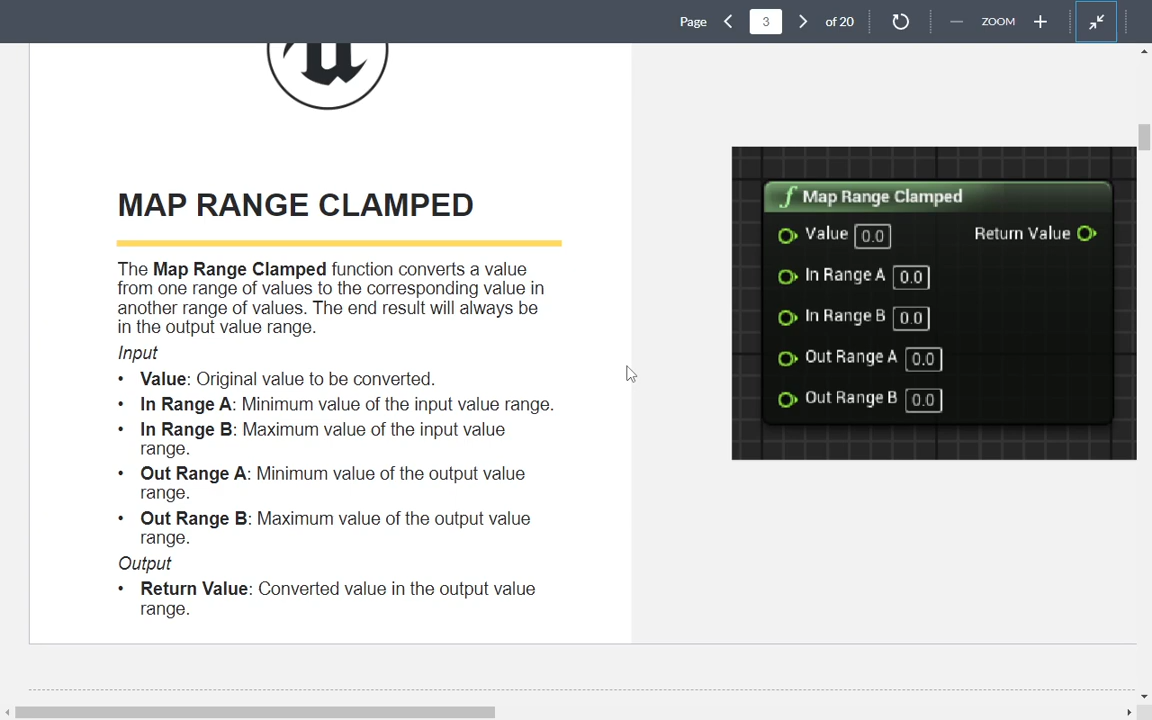 Page 3 of 20 ZOOM
MAP RANGE CLAMPED
The Map Range Clamped function converts a value
from one range of values to the corresponding value in
another range of values. The end result will always be
in the output value range.
Input
• Value: Original value to be converted.
• In Range A: Minimum value of the input value range.
• In Range B: Maximum value of the input value
range.
• Out Range A: Minimum value of the output value
range.
• Out Range B: Maximum value of the output value
range.
Output
• Return Value: Converted value in the output value
range.
f Map Range Clamped
Value 0.0 Return Value
In Range A 0.0
In Range B 0.0
Out Range A 0.0
Out Range B 0.0